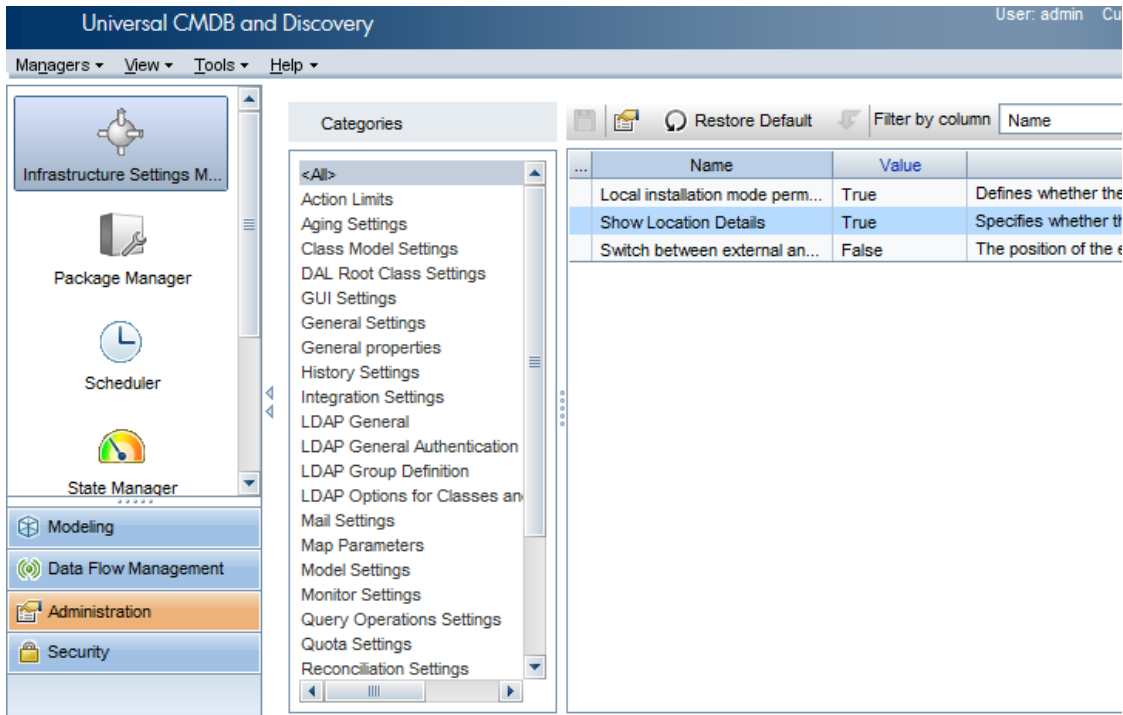 Universal CMDB and Discovery
User: admin Cu
Managers View Tools Help
Infrastructure Settings M...
Package Manager
Scheduler
State Manager
Modeling
Data Flow Management
Administration
Security
Categories
<All>
Action Limits
Aging Settings
Class Model Settings
DAL Root Class Settings
GUI Settings
General Settings
General properties
History Settings
Integration Settings
LDAP General
LDAP General Authentication
LDAP Group Definition
LDAP Options for Classes an
Mail Settings
Map Parameters
Model Settings
Monitor Settings
Query Operations Settings
Quota Settings
Reconciliation Settings
Restore Default Filter by column Name
... Name Value
Local installation mode perm... True Defines whether the
Show Location Details True Specifies whether th
Switch between external an... False The position of the e